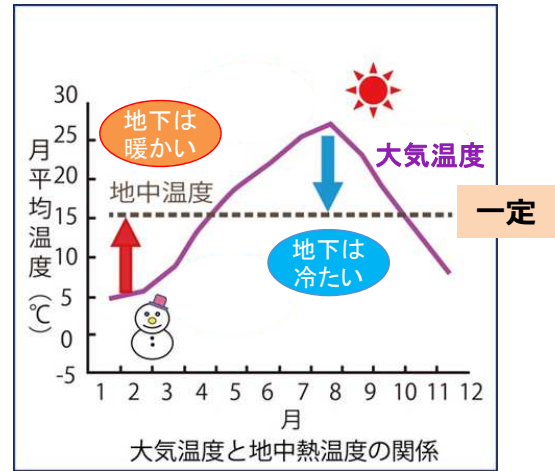 30
25
20
15
10
5
0
-5
月平均温度(℃)
地下は
暖かい
大気温度
地中温度
一定
地下は
冷たい
1 2 3 4 5 6 7 8 9 10 11 12
月
大気温度と地中熱温度の関係